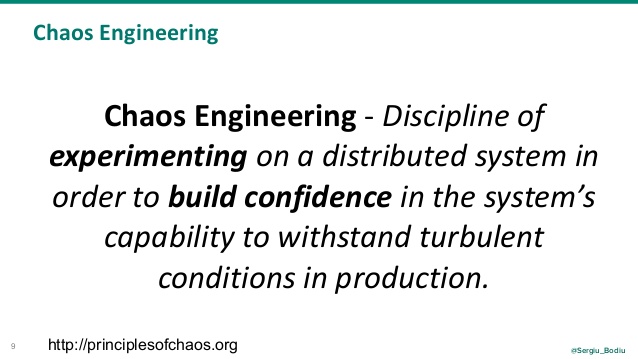 Chaos Engineering
Chaos Engineering - Discipline of
experimenting on a distributed system in
order to build confidence in the system's
capability to withstand turbulent
conditions in production.
9
http://principlesofchaos.org
@Sergiu_Bodiu